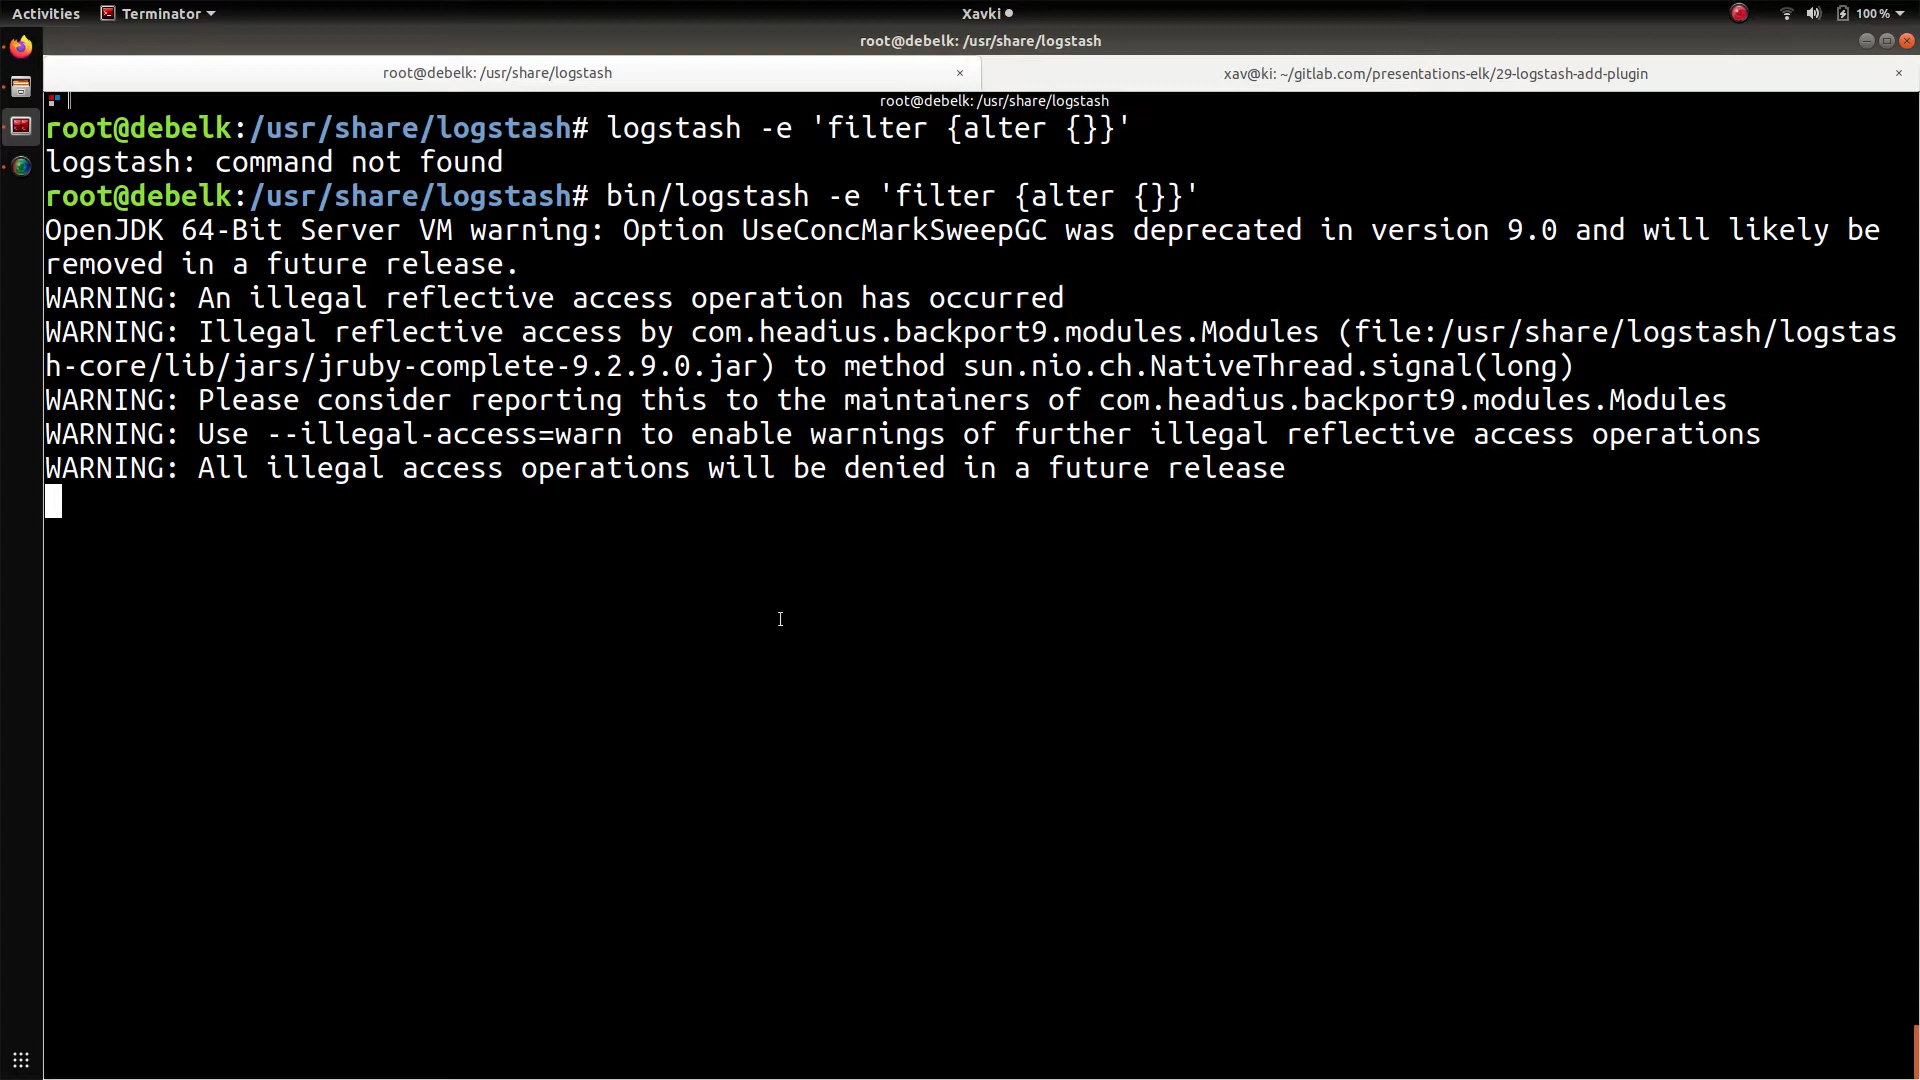 Activities Terminator Xavki 100 %
root@debelk: /usr/share/logstash
root@debelk: /usr/share/logstash × xav@ki: ~/gitlab.com/presentations-elk/29-logstash-add-plugin ×
root@debelk: /usr/share/logstash
root@debelk:/usr/share/logstash# logstash -e 'filter {alter {}}'
logstash: command not found
root@debelk:/usr/share/logstash# bin/logstash -e 'filter {alter {}}'
OpenJDK 64-Bit Server VM warning: Option UseConcMarkSweepGC was deprecated in version 9.0 and will likely be
removed in a future release.
WARNING: An illegal reflective access operation has occurred
WARNING: Illegal reflective access by com.headius.backport9.modules.Modules (file:/usr/share/logstash/logstas
h-core/lib/jars/jruby-complete-9.2.9.0.jar) to method sun.nio.ch.NativeThread.signal(long)
WARNING: Please consider reporting this to the maintainers of com.headius.backport9.modules.Modules
WARNING: Use --illegal-access=warn to enable warnings of further illegal reflective access operations
WARNING: All illegal access operations will be denied in a future release